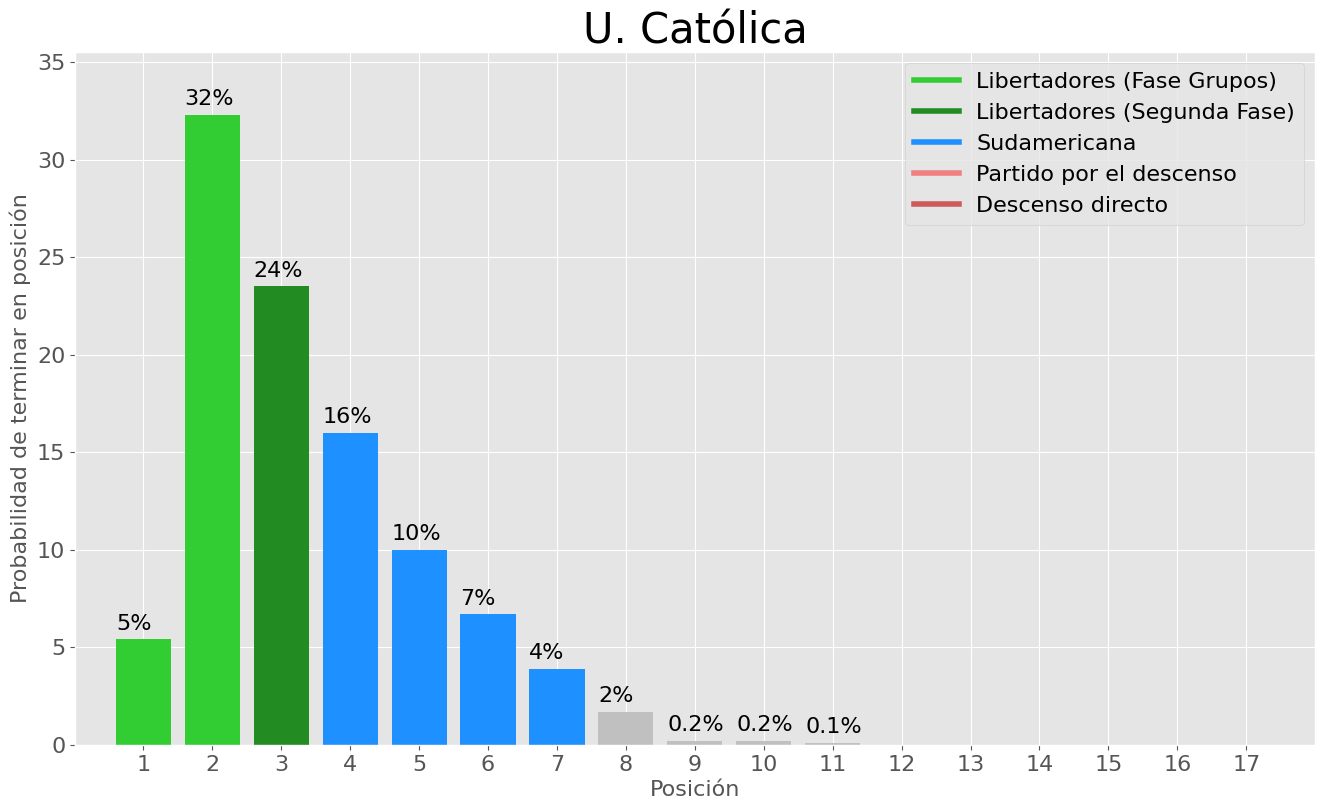 U. Católica
Probabilidad de terminar en posición
35
30
25
20
15
10
5
0
5%
32%
24%
16%
10%
7%
4%
2%
0.2%
0.2%
0.1%
Libertadores (Fase Grupos)
Libertadores (Segunda Fase)
Sudamericana
Partido por el descenso
Descenso directo
1 2 3 4 5 6 7 8 9 10 11 12 13 14 15 16 17
Posición